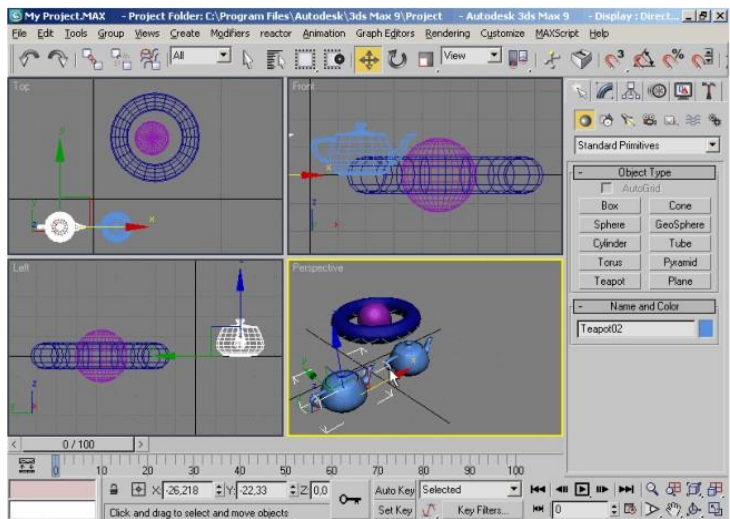 My Project.MAX - Project Folder: C:\Program Files\Autodesk\3ds Max 9\Project - Autodesk 3ds Max 9 - Display : Direct...
File Edit Tools Group Views Create Modifiers reactor Animation Graph Editors Rendering Customize MAXScript Help
All View
Top Front
Standard Primitives
Object Type
AutoGrid
Box Cone
Sphere GeoSphere
Cylinder Tube
Torus Pyramid
Teapot Plane
Left Perspective
Name and Color
Teapot02
0 / 100
0 10 20 30 40 50 60 70 80 90 100
X: -26,218 Y: -22,33 Z: 0,0 Auto Key Selected
Click and drag to select and move objects Set Key Key Filters... 0